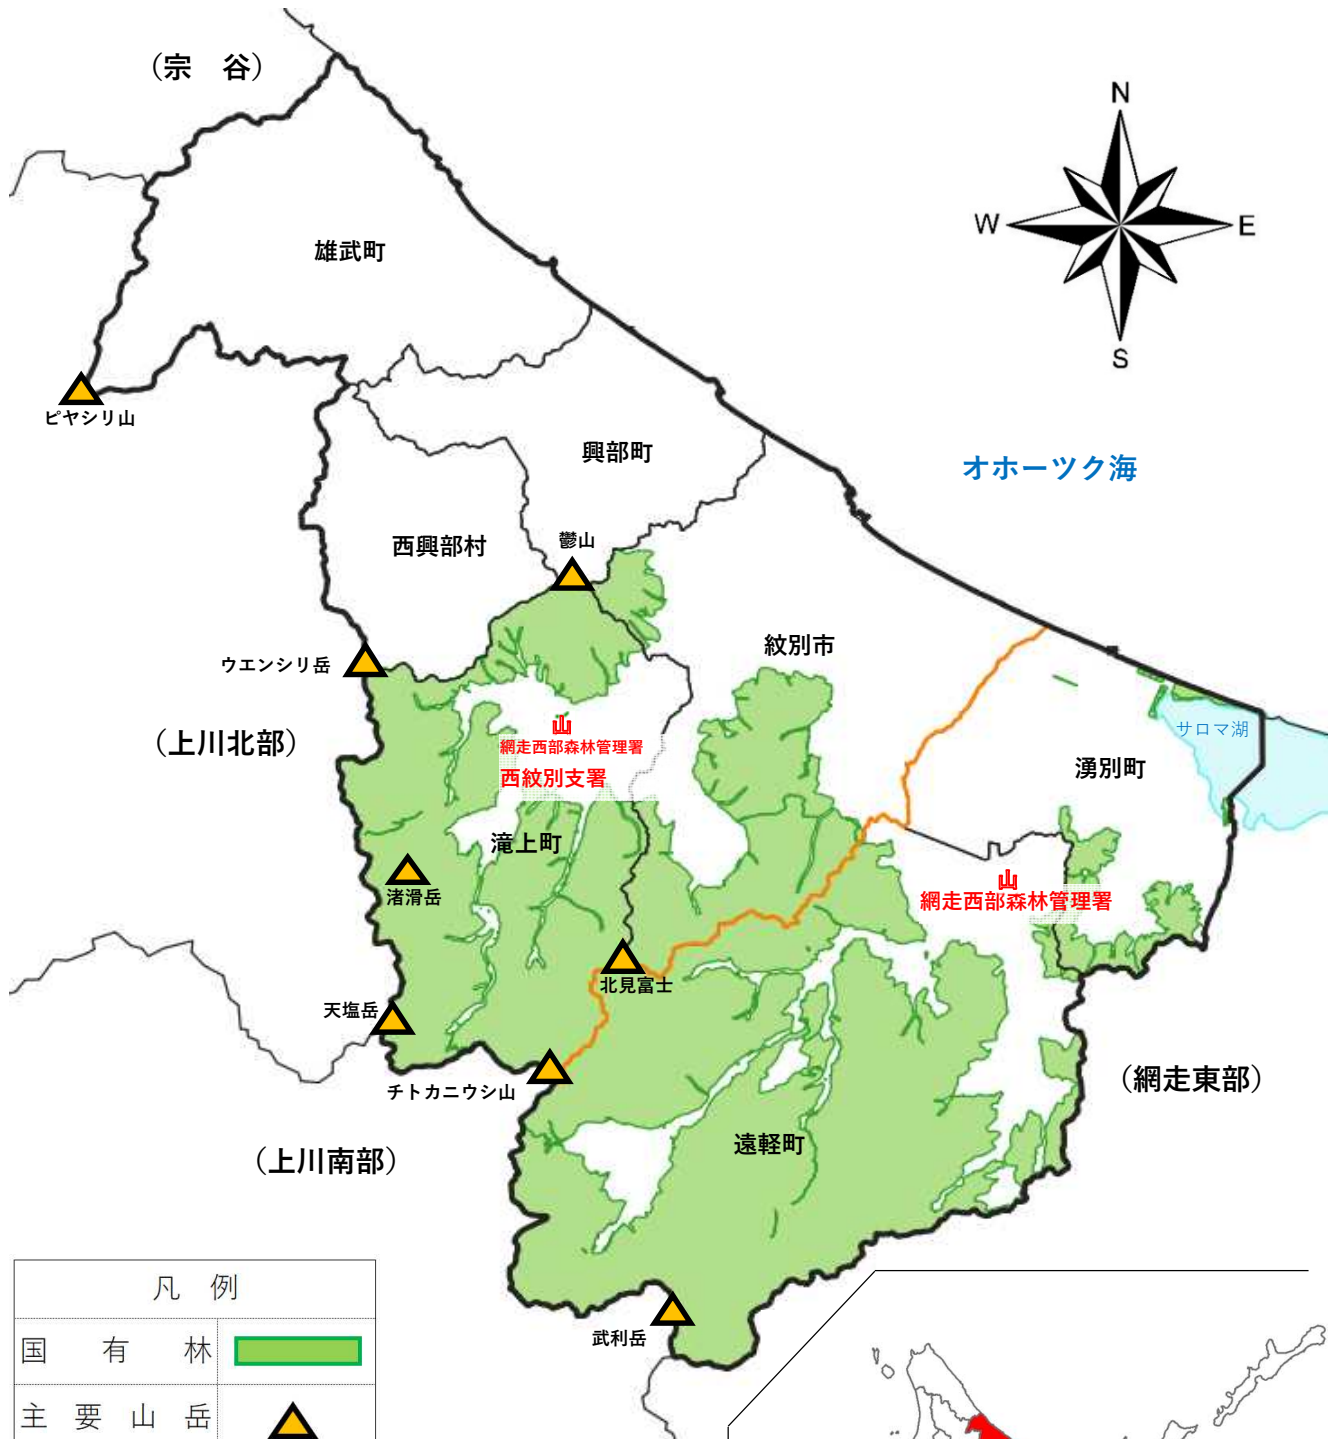 （宗　谷）
N
W
E
S
雄武町
ピヤシリ山
興部町
オホーツク海
西興部村
鬱山
紋別市
ウエンシリ岳
（上川北部）
サロマ湖
網走西部森林管理署
西紋別支署
湧別町
滝上町
渚滑岳
網走西部森林管理署
北見富士
天塩岳
チトカニウシ山
（網走東部）
遠軽町
（上川南部）
凡　例
国　有　林
武利岳
主　要　山　岳